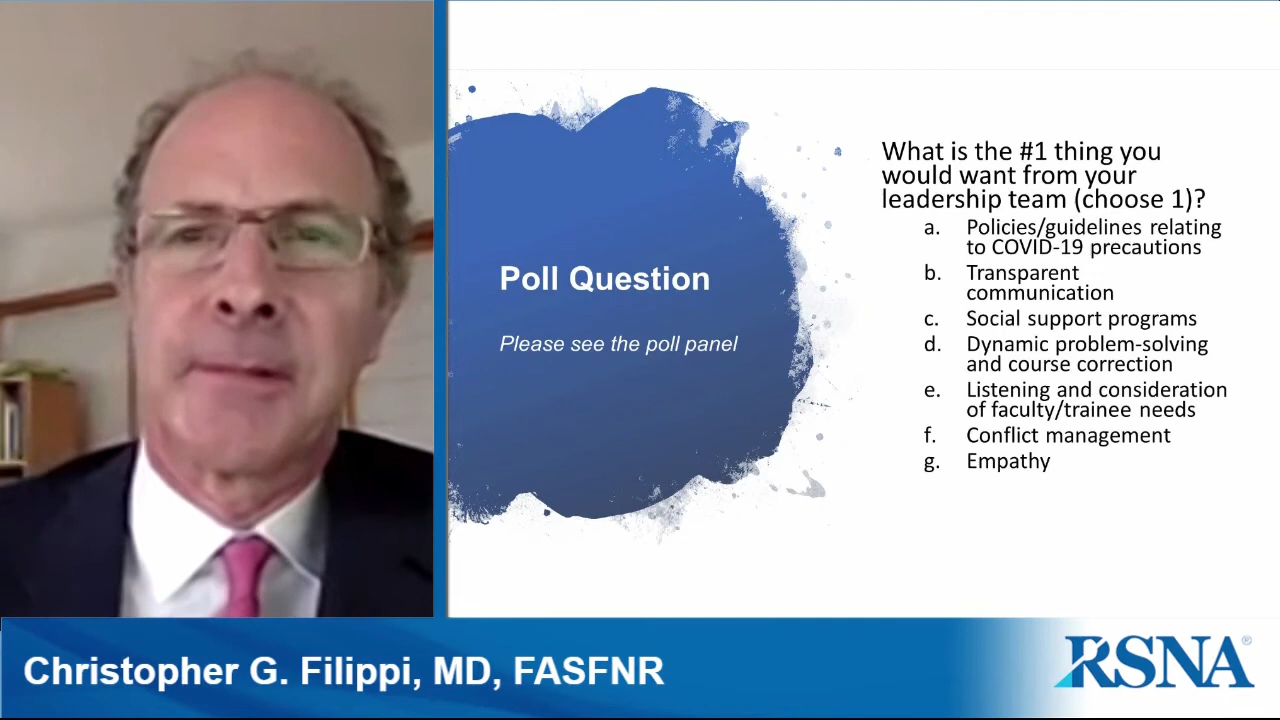 Poll Question
Please see the poll panel
What is the #1 thing you
would want from your
leadership team (choose 1)?
a. Policies/guidelines relating
to COVID-19 precautions
b. Transparent
communication
c. Social support programs
d. Dynamic problem-solving
and course correction
e. Listening and consideration
of faculty/trainee needs
f. Conflict management
g. Empathy
Christopher G. Filippi, MD, FASFNR
RSNA®